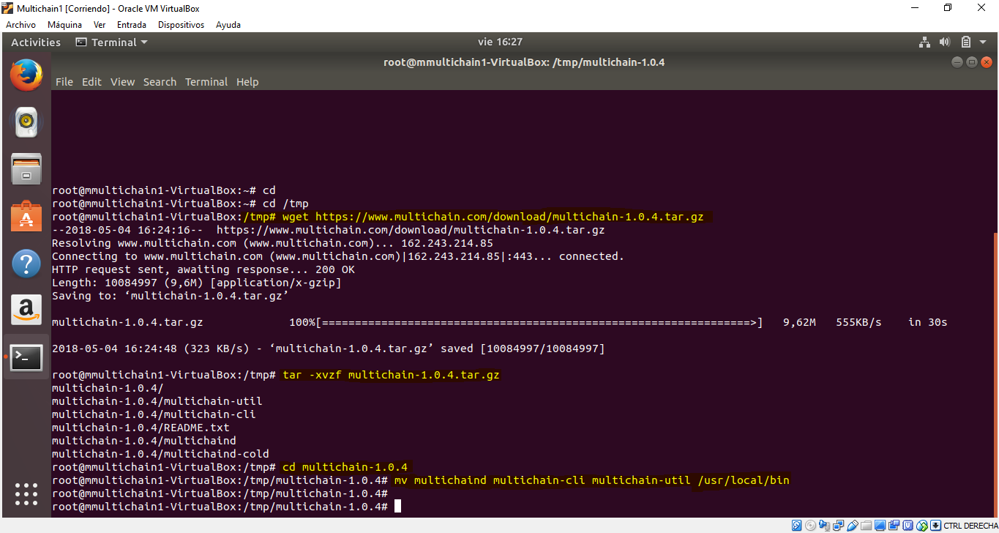 Multichain1 [Corriendo] - Oracle VM VirtualBox
Archivo Máquina Ver Entrada Dispositivos Ayuda
Activities Terminal vie 16:27
root@mmultichain1-VirtualBox: /tmp/multichain-1.0.4
File Edit View Search Terminal Help
root@mmultichain1-VirtualBox:~# cd
root@mmultichain1-VirtualBox:~# cd /tmp
root@mmultichain1-VirtualBox:/tmp# wget https://www.multichain.com/download/multichain-1.0.4.tar.gz
--2018-05-04 16:24:16-- https://www.multichain.com/download/multichain-1.0.4.tar.gz
Resolving www.multichain.com (www.multichain.com)... 162.243.214.85
Connecting to www.multichain.com (www.multichain.com)|162.243.214.85|:443... connected.
HTTP request sent, awaiting response... 200 OK
Length: 10084997 (9,6M) [application/x-gzip]
Saving to: ‘multichain-1.0.4.tar.gz’
multichain-1.0.4.tar.gz 100%[=================================================================>] 9,62M 555KB/s in 30s
2018-05-04 16:24:48 (323 KB/s) - ‘multichain-1.0.4.tar.gz’ saved [10084997/10084997]
root@mmultichain1-VirtualBox:/tmp# tar -xvzf multichain-1.0.4.tar.gz
multichain-1.0.4/
multichain-1.0.4/multichain-util
multichain-1.0.4/multichain-cli
multichain-1.0.4/README.txt
multichain-1.0.4/multichaind
multichain-1.0.4/multichaind-cold
root@mmultichain1-VirtualBox:/tmp# cd multichain-1.0.4
root@mmultichain1-VirtualBox:/tmp/multichain-1.0.4# mv multichaind multichain-cli multichain-util /usr/local/bin
root@mmultichain1-VirtualBox:/tmp/multichain-1.0.4#
root@mmultichain1-VirtualBox:/tmp/multichain-1.0.4#
CTRL DERECHA